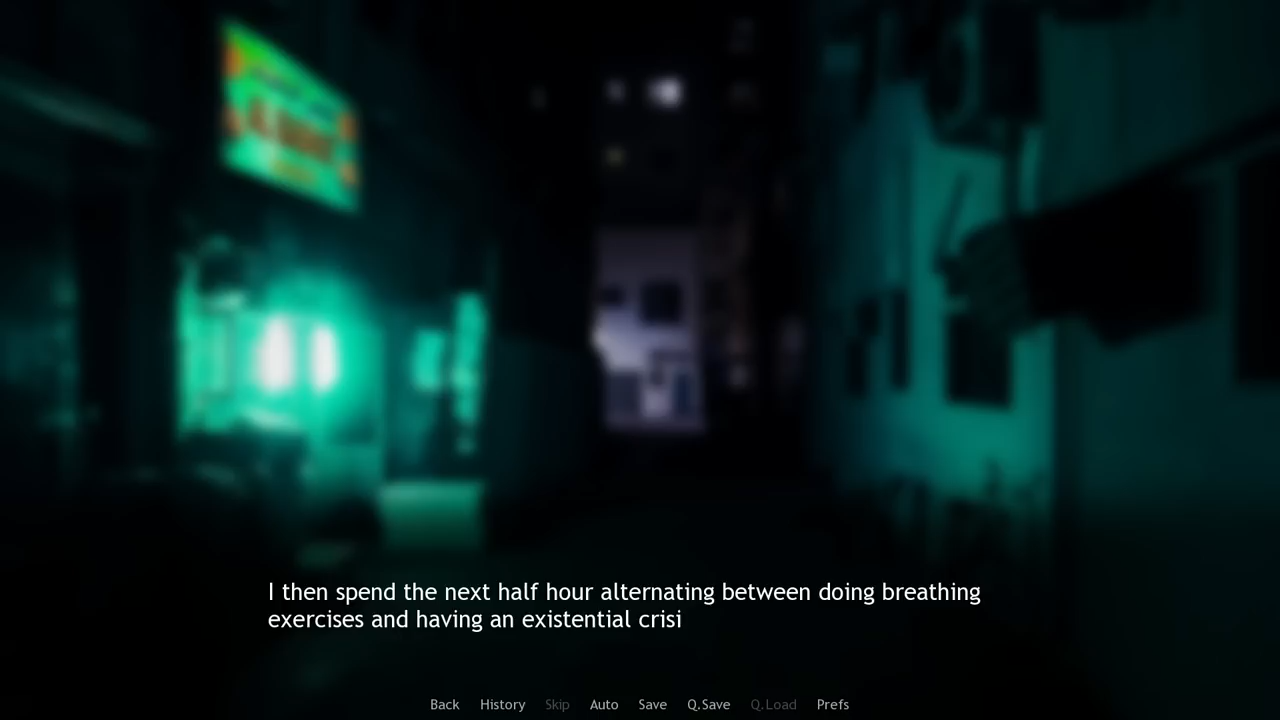 I then spend the next half hour alternating between doing breathing
exercises and having an existential crisi
Back History Skip Auto Save Q.Save Q.Load Prefs